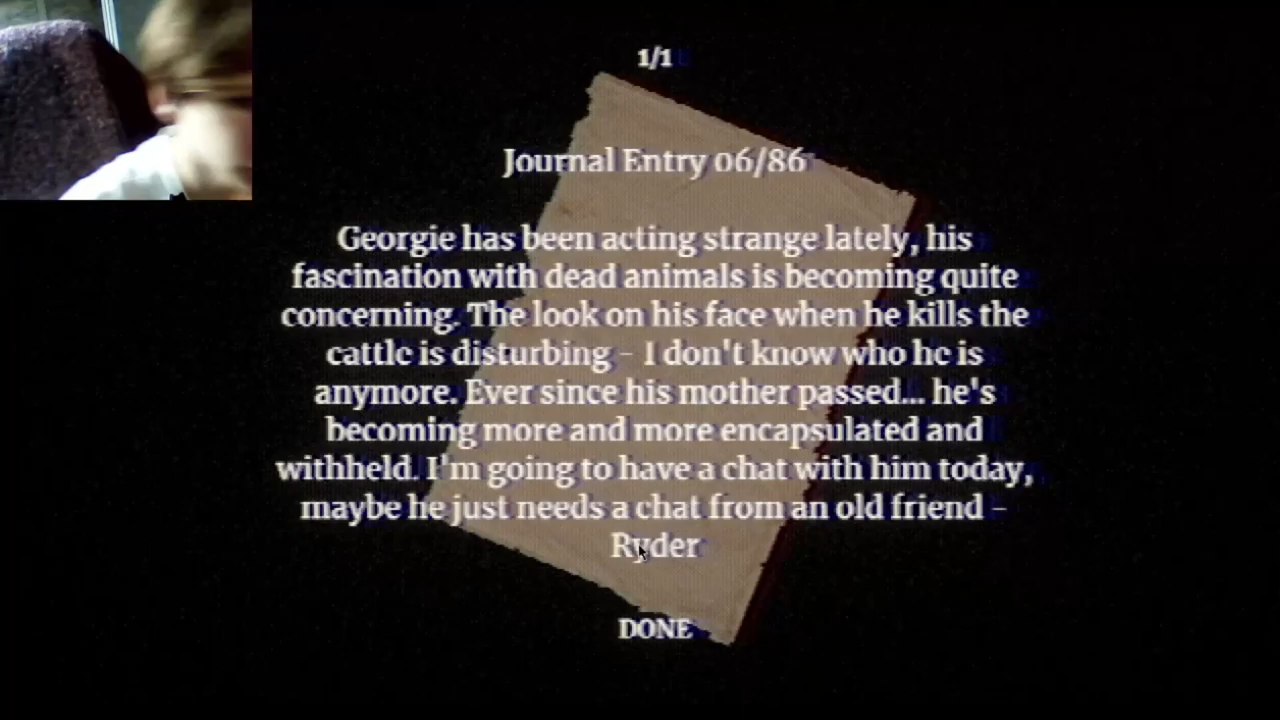 1/1
Journal Entry 06/86
Georgie has been acting strange lately, his
fascination with dead animals is becoming quite
concerning. The look on his face when he kills the
cattle is disturbing - I don't know who he is
anymore. Ever since his mother passed... he's
becoming more and more encapsulated and
withheld. I'm going to have a chat with him today,
maybe he just needs a chat from an old friend -
Ryder
DONE